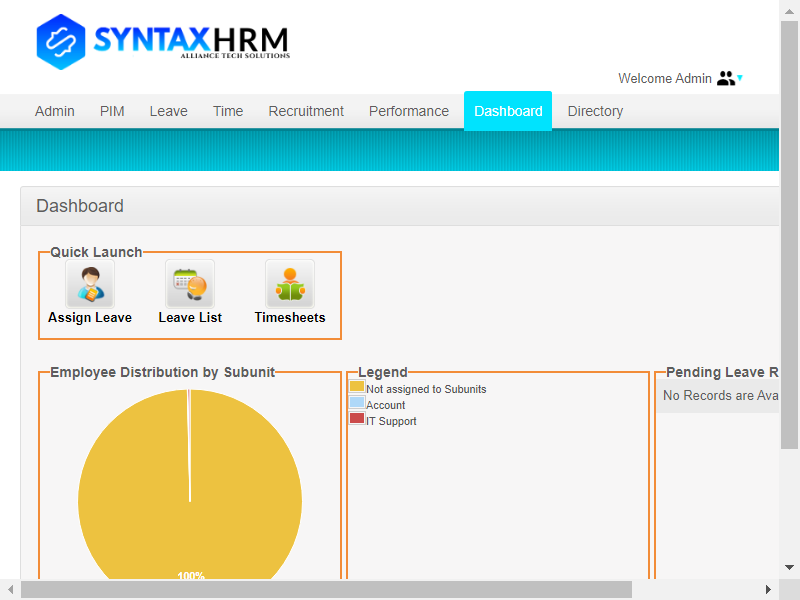 SYNTAXHRM
ALLIANCE TECH SOLUTIONS
Welcome Admin
Admin PIM Leave Time Recruitment Performance Dashboard Directory
Dashboard
Quick Launch
Assign Leave Leave List Timesheets
Employee Distribution by Subunit
100%
Legend
Not assigned to Subunits
Account
IT Support
Pending Leave R
No Records are Ava